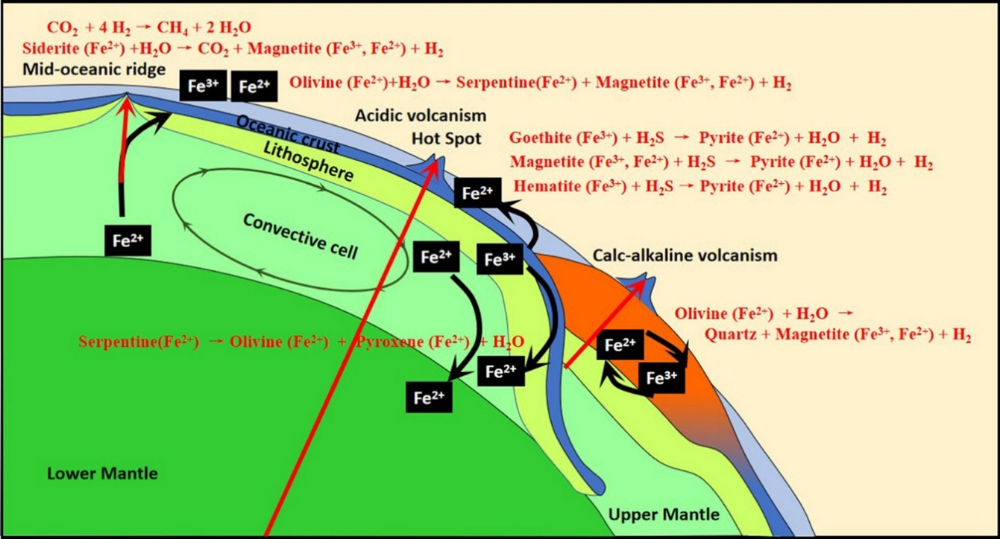 CO₂ + 4 H₂ → CH₄ + 2 H₂O
Siderite (Fe²⁺) +H₂O → CO₂ + Magnetite (Fe³⁺, Fe²⁺) + H₂
Mid-oceanic ridge
Fe³⁺ Fe²⁺
Olivine (Fe²⁺)+H₂O → Serpentine(Fe²⁺) + Magnetite (Fe³⁺, Fe²⁺) + H₂
Acidic volcanism
Hot Spot
Oceanic crust
Lithosphere
Goethite (Fe³⁺) + H₂S → Pyrite (Fe²⁺) + H₂O + H₂
Magnetite (Fe³⁺, Fe²⁺) + H₂S → Pyrite (Fe²⁺) + H₂O + H₂
Hematite (Fe³⁺) + H₂S → Pyrite (Fe²⁺) + H₂O + H₂
Fe²⁺
Convective cell
Fe²⁺
Fe²⁺
Fe³⁺
Calc-alkaline volcanism
Olivine (Fe²⁺) + H₂O →
Quartz + Magnetite (Fe³⁺, Fe²⁺) + H₂
Serpentine(Fe²⁺) → Olivine (Fe²⁺) + Pyroxene (Fe²⁺) + H₂O
Fe²⁺
Fe³⁺
Fe²⁺
Fe²⁺
Lower Mantle
Upper Mantle